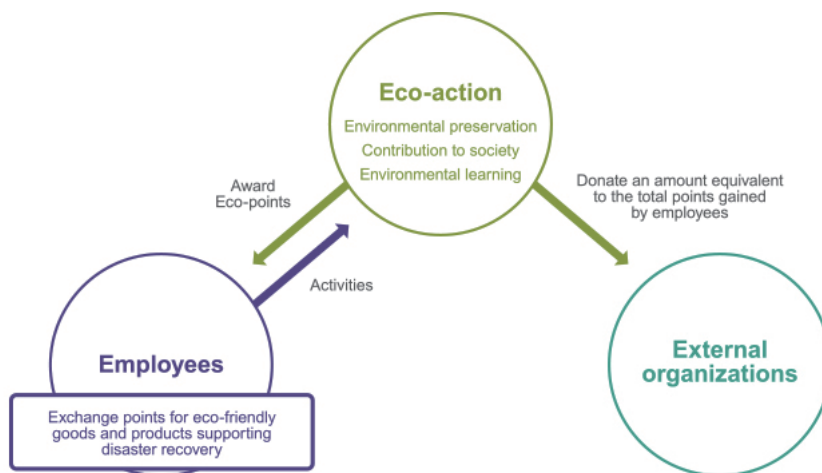 Eco-action
Environmental preservation
Contribution to society
Environmental learning
Award
Eco-points
Donate an amount equivalent
to the total points gained
by employees
Activities
Employees
Exchange points for eco-friendly
goods and products supporting
disaster recovery
External
organizations